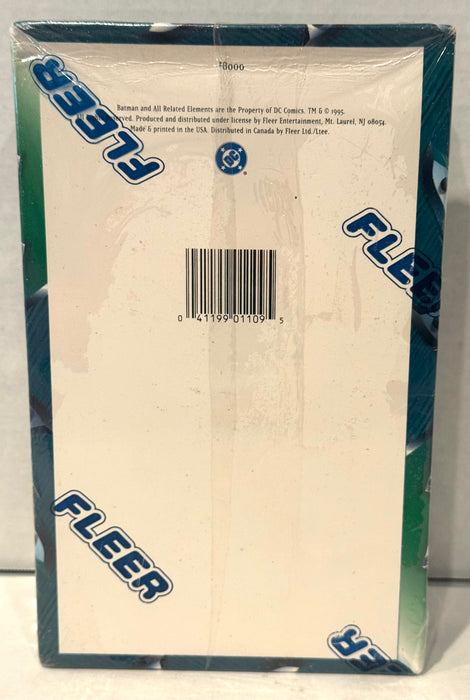 FLEER
Batman and All Related Elements are the Property of DC Comics. TM & © 1995.
Produced and distributed under license by Fleer Entertainment, Mt. Laurel, NJ 08054.
Made & printed in the USA. Distributed in Canada by Fleer Ltd./Ltee.
DC
FLEER
0 41199 01109 5
FLEER
FLEER